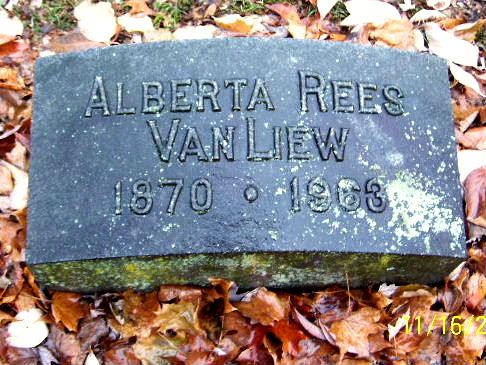 ALBERTA REES
VAN LIEW
1870 • 1963
11/16/2